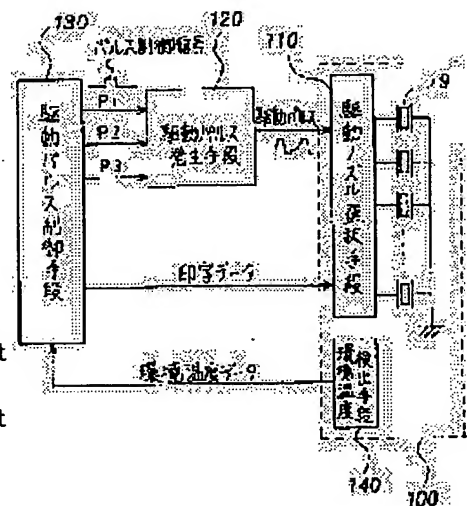 130
パルス制御信号
120
110
19
P1
P2
P3
駆動パルス制御手段
駆動パルス
発生手段
駆動パルス
駆動ノズル選択手段
印字データ
環境温度データ
環境温度
検出手段
140
100
t
t